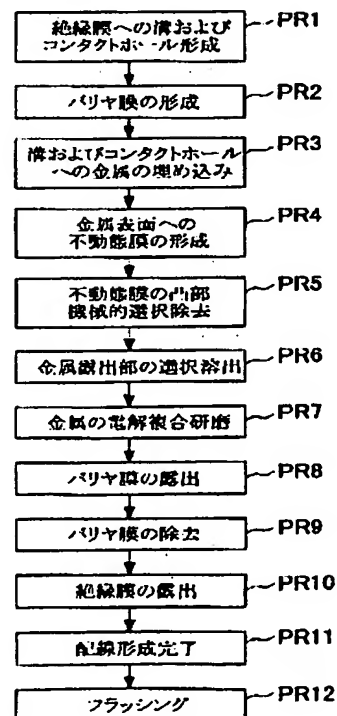 絶縁膜への溝および
コンタクトホール形成
PR1
バリヤ膜の形成
PR2
溝およびコンタクトホール
への金属の埋め込み
PR3
金属表面への
不動態膜の形成
PR4
不動態膜の凸部
機械的選択除去
PR5
金属露出部の選択溶出
PR6
金属の電解複合研磨
PR7
バリヤ膜の露出
PR8
バリヤ膜の除去
PR9
絶縁膜の露出
PR10
配線形成完了
PR11
フラッシング
PR12